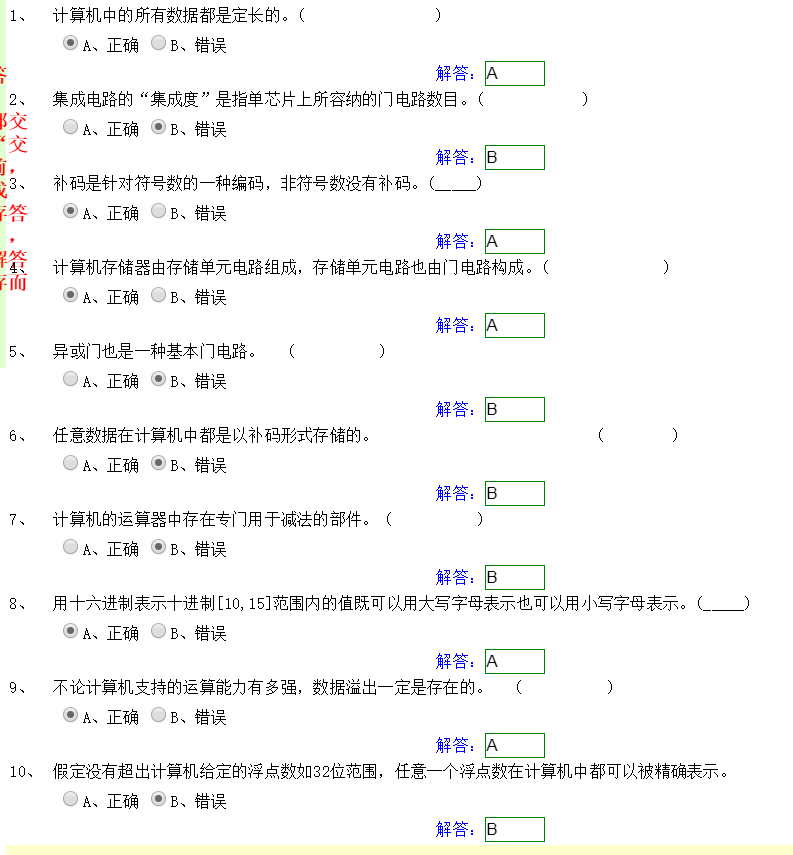 1、 计算机中的所有数据都是定长的。( )
A、正确 B、错误
解答: A
2、 集成电路的“集成度”是指单芯片上所容纳的门电路数目。( )
A、正确 B、错误
解答: B
3、 补码是针对符号数的一种编码，非符号数没有补码。(_____)
A、正确 B、错误
解答: A
4、 计算机存储器由存储单元电路组成，存储单元电路也由门电路构成。( )
A、正确 B、错误
解答: A
5、 异或门也是一种基本门电路。 ( )
A、正确 B、错误
解答: B
6、 任意数据在计算机中都是以补码形式存储的。 ( )
A、正确 B、错误
解答: B
7、 计算机的运算器中存在专门用于减法的部件。 ( )
A、正确 B、错误
解答: B
8、 用十六进制表示十进制[10,15]范围内的值既可以用大写字母表示也可以用小写字母表示。(_____)
A、正确 B、错误
解答: A
9、 不论计算机支持的运算能力有多强，数据溢出一定是存在的。 ( )
A、正确 B、错误
解答: A
10、 假定没有超出计算机给定的浮点数如32位范围，任意一个浮点数在计算机中都可以被精确表示。
A、正确 B、错误
解答: B
交
“交
，
答
，
答
而